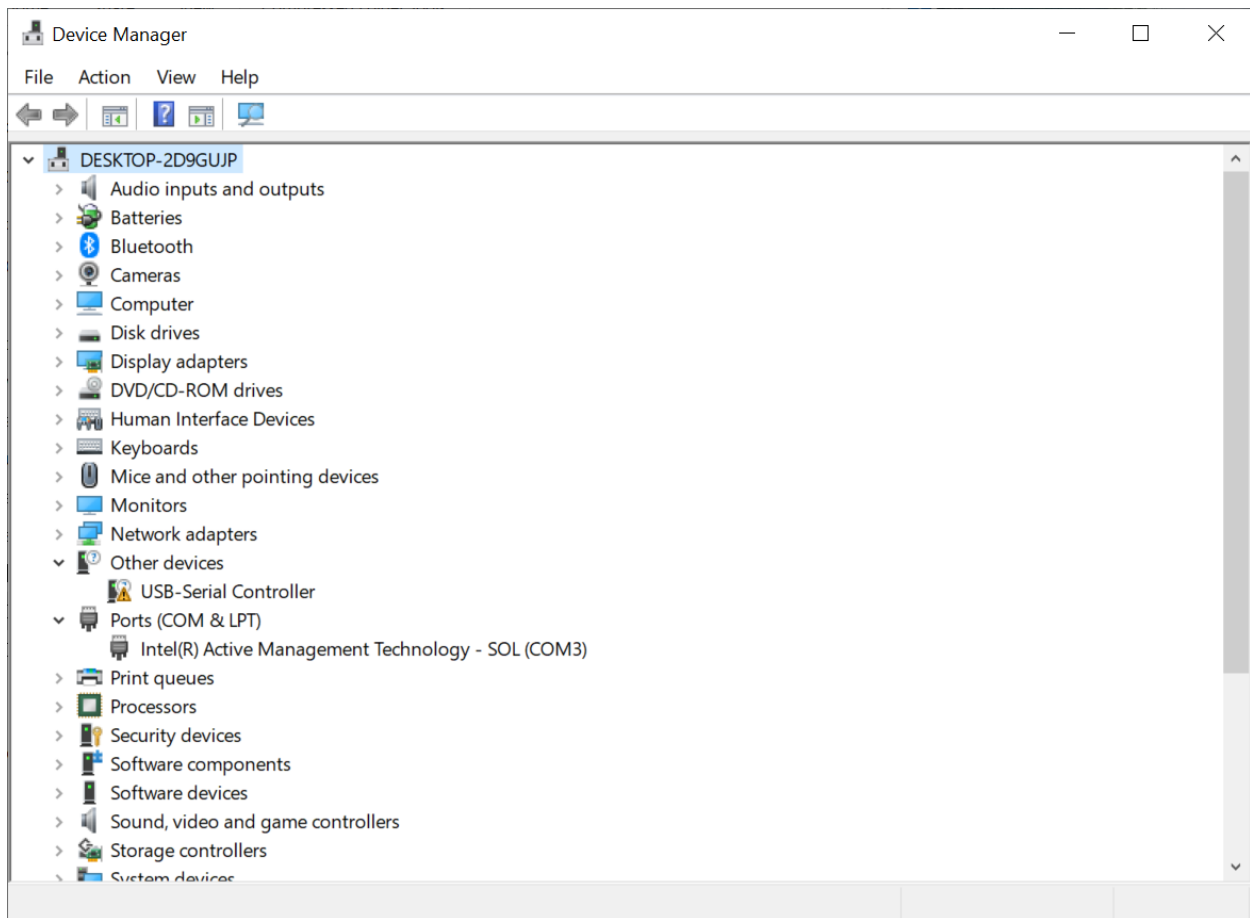 Device Manager
File Action View Help
DESKTOP-2D9GUJP
Audio inputs and outputs
Batteries
Bluetooth
Cameras
Computer
Disk drives
Display adapters
DVD/CD-ROM drives
Human Interface Devices
Keyboards
Mice and other pointing devices
Monitors
Network adapters
Other devices
USB-Serial Controller
Ports (COM & LPT)
Intel(R) Active Management Technology - SOL (COM3)
Print queues
Processors
Security devices
Software components
Software devices
Sound, video and game controllers
Storage controllers
System devices